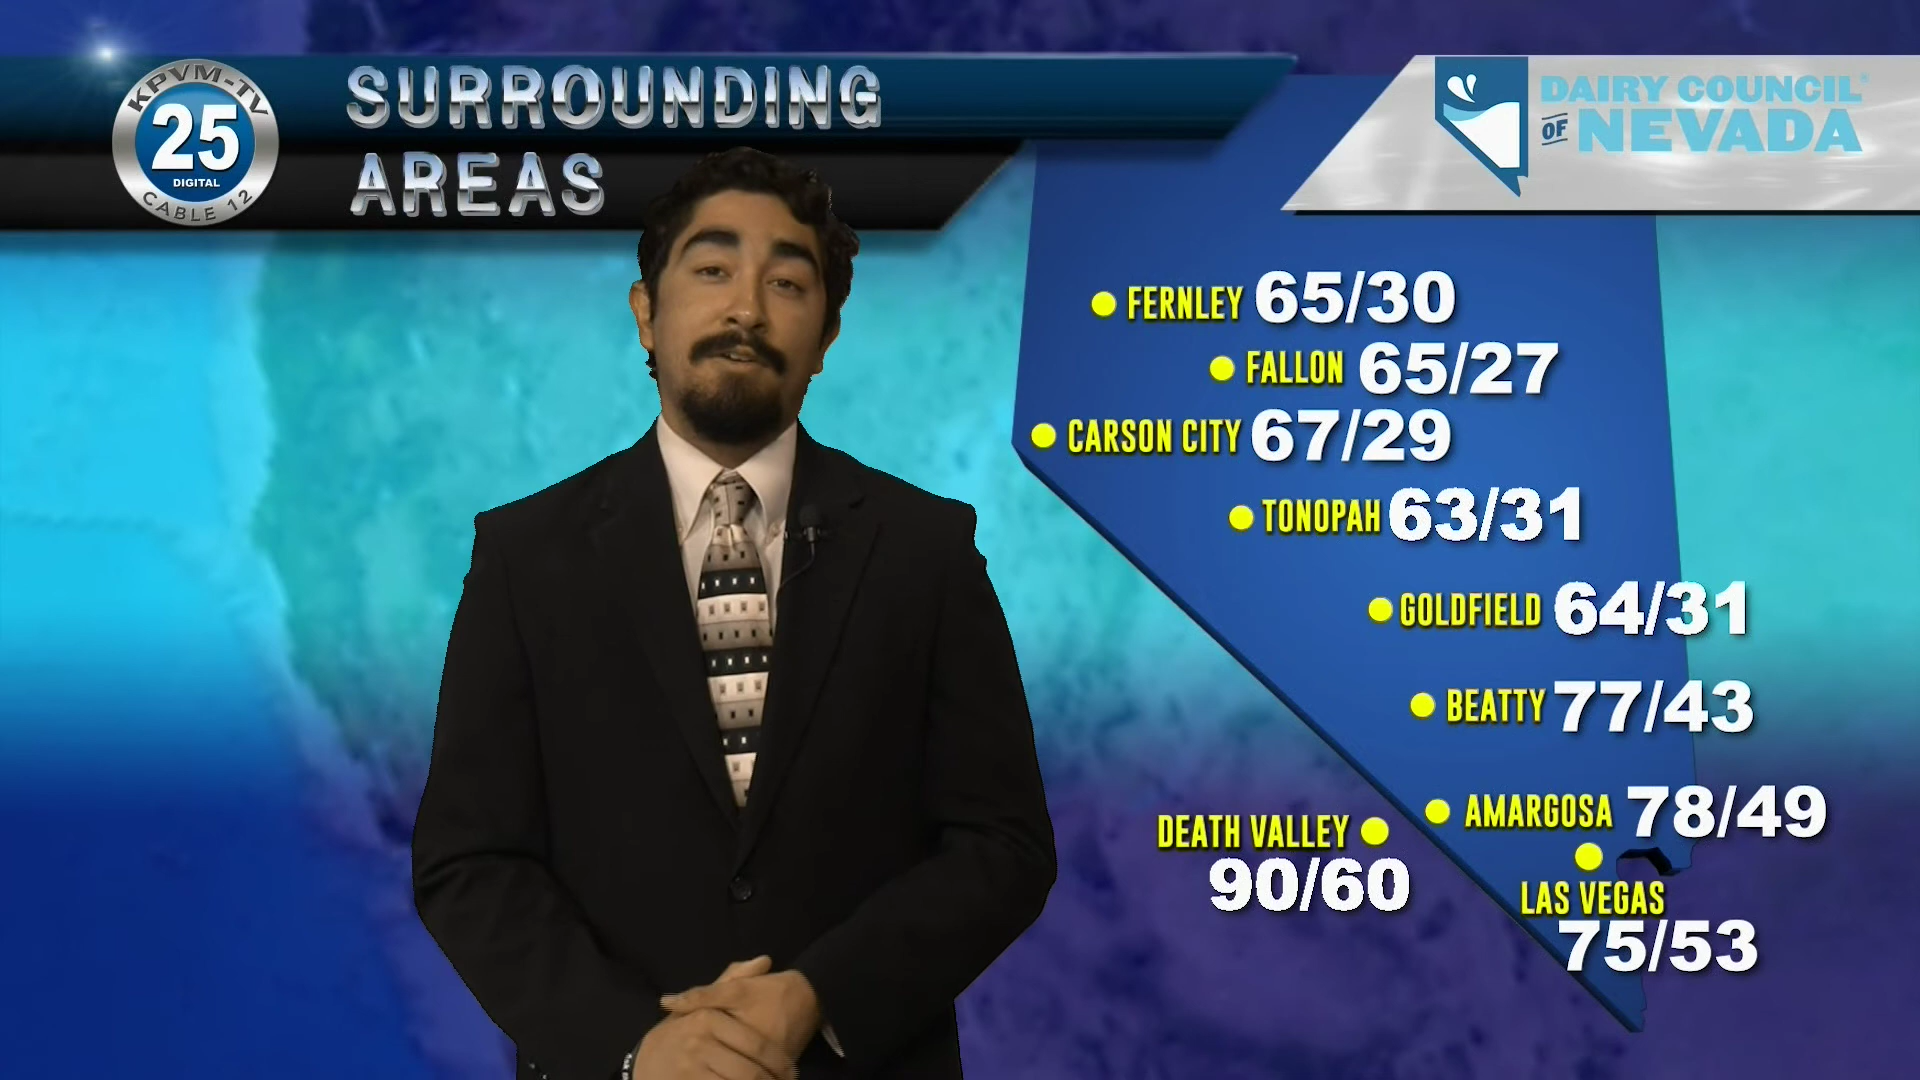 KPVM-TV
25
DIGITAL
CABLE 12
SURROUNDING
AREAS
DAIRY COUNCIL®
OF NEVADA
FERNLEY 65/30
FALLON 65/27
CARSON CITY 67/29
TONOPAH 63/31
GOLDFIELD 64/31
BEATTY 77/43
AMARGOSA 78/49
DEATH VALLEY
90/60
LAS VEGAS
75/53